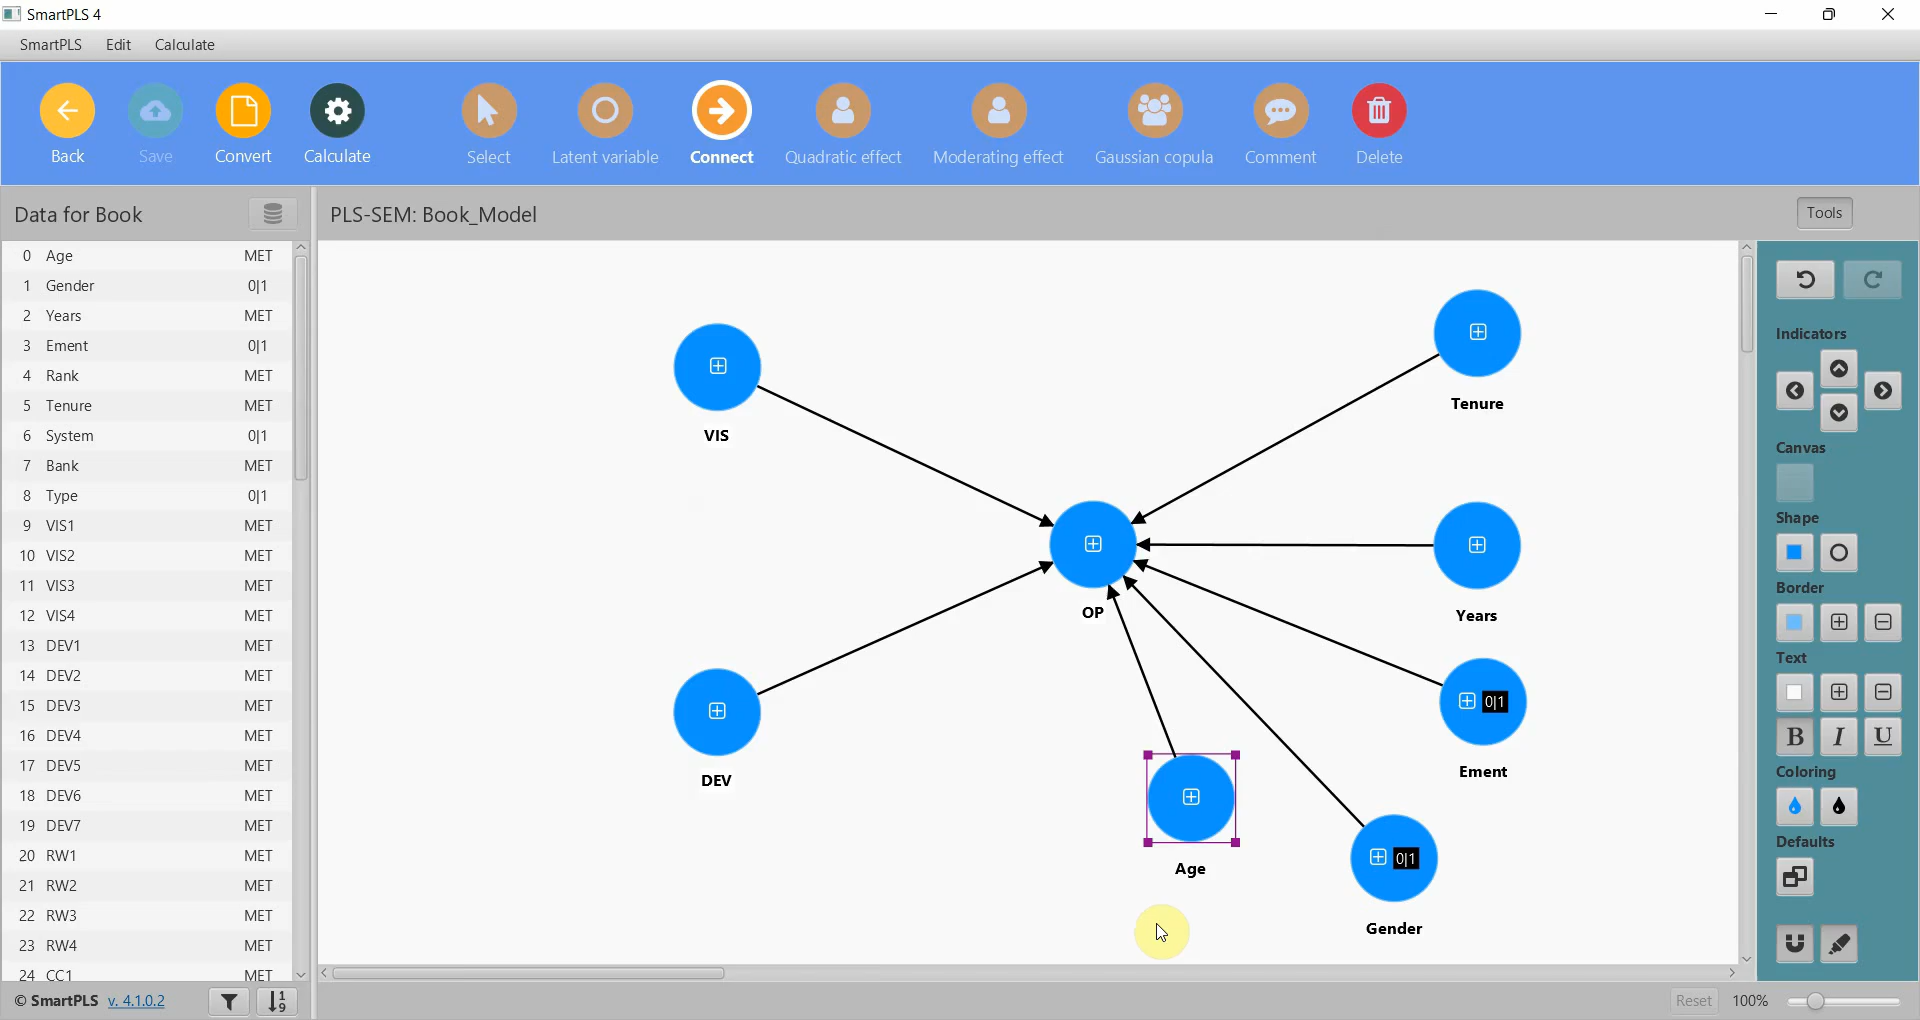 SmartPLS 4
SmartPLS Edit Calculate
Back Save Convert Calculate Select Latent variable Connect Quadratic effect Moderating effect Gaussian copula Comment Delete
Data for Book
PLS-SEM: Book_Model
Tools
0 Age MET
1 Gender 0|1
2 Years MET
3 Ement 0|1
4 Rank MET
5 Tenure MET
6 System 0|1
7 Bank MET
8 Type 0|1
9 VIS1 MET
10 VIS2 MET
11 VIS3 MET
12 VIS4 MET
13 DEV1 MET
14 DEV2 MET
15 DEV3 MET
16 DEV4 MET
17 DEV5 MET
18 DEV6 MET
19 DEV7 MET
20 RW1 MET
21 RW2 MET
22 RW3 MET
23 RW4 MET
24 CC1 MET
VIS
Tenure
OP
Years
0|1
Ement
DEV
Age
0|1
Gender
Indicators
Canvas
Shape
Border
Text
B I U
Coloring
Defaults
© SmartPLS v. 4.1.0.2
1
9
Reset 100%